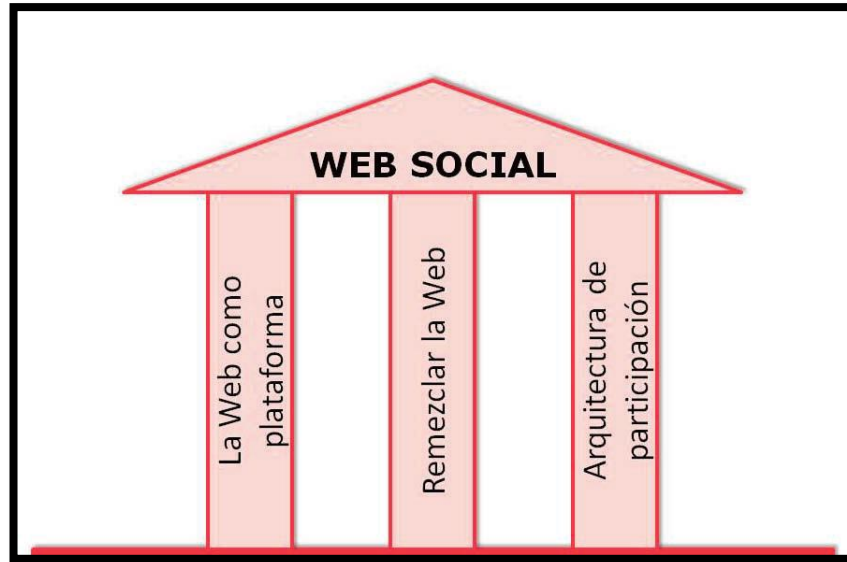 WEB SOCIAL
La Web como
plataforma
Remezclar la Web
Arquitectura de
participación